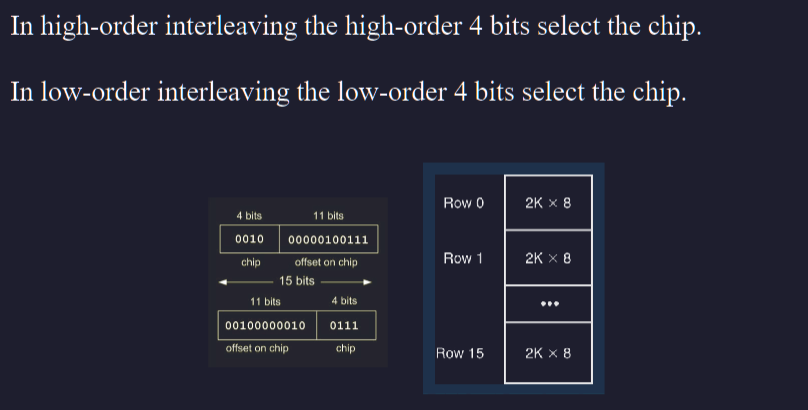 In high-order interleaving the high-order 4 bits select the chip.
In low-order interleaving the low-order 4 bits select the chip.
4 bits 11 bits
0010 00000100111
chip offset on chip
15 bits
11 bits 4 bits
00100000010 0111
offset on chip chip
Row 0 2K × 8
Row 1 2K × 8
•••
Row 15 2K × 8